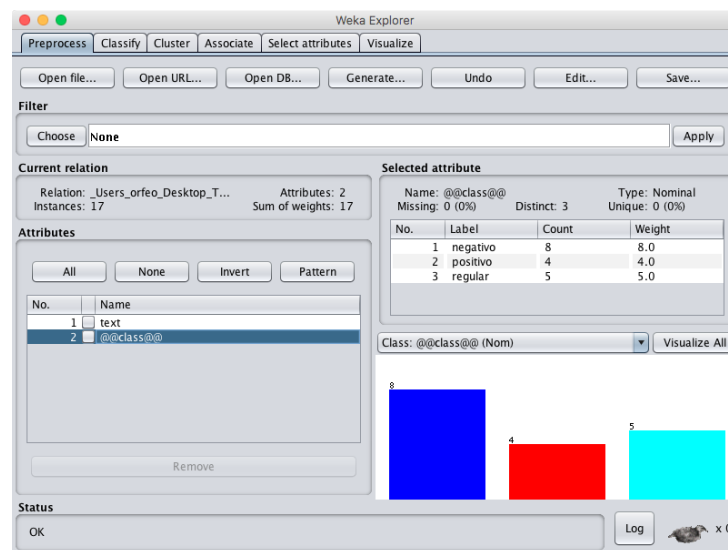 Weka Explorer
Preprocess Classify Cluster Associate Select attributes Visualize
Open file... Open URL... Open DB... Generate... Undo Edit... Save...
Filter
Choose None Apply
Current relation
Relation: _Users_orfeo_Desktop_T... Attributes: 2
Instances: 17 Sum of weights: 17
Attributes
All None Invert Pattern
No. Name
1 text
2 @@class@@
Remove
Selected attribute
Name: @@class@@ Type: Nominal
Missing: 0 (0%) Distinct: 3 Unique: 0 (0%)
No. Label Count Weight
1 negativo 8 8.0
2 positivo 4 4.0
3 regular 5 5.0
Class: @@class@@ (Nom) Visualize All
8
4
5
Status
OK
Log x